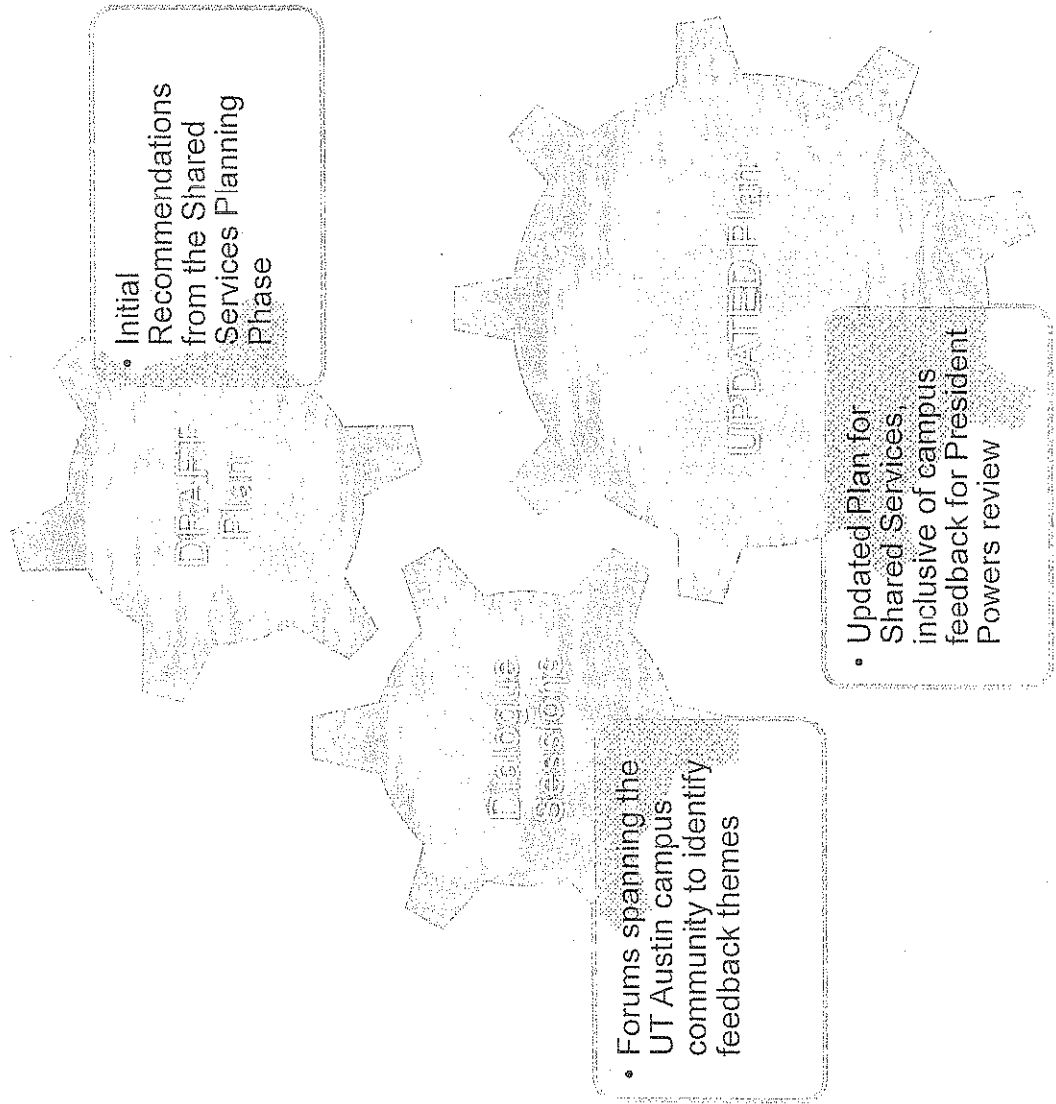 DRAFT
Plan
• Initial
Recommendations
from the Shared
Services Planning
Phase
Dialogue
Sessions
• Forums spanning the
UT Austin campus
community to identify
feedback themes
UPDATED Plan
• Updated Plan for
Shared Services,
inclusive of campus
feedback for President
Powers review